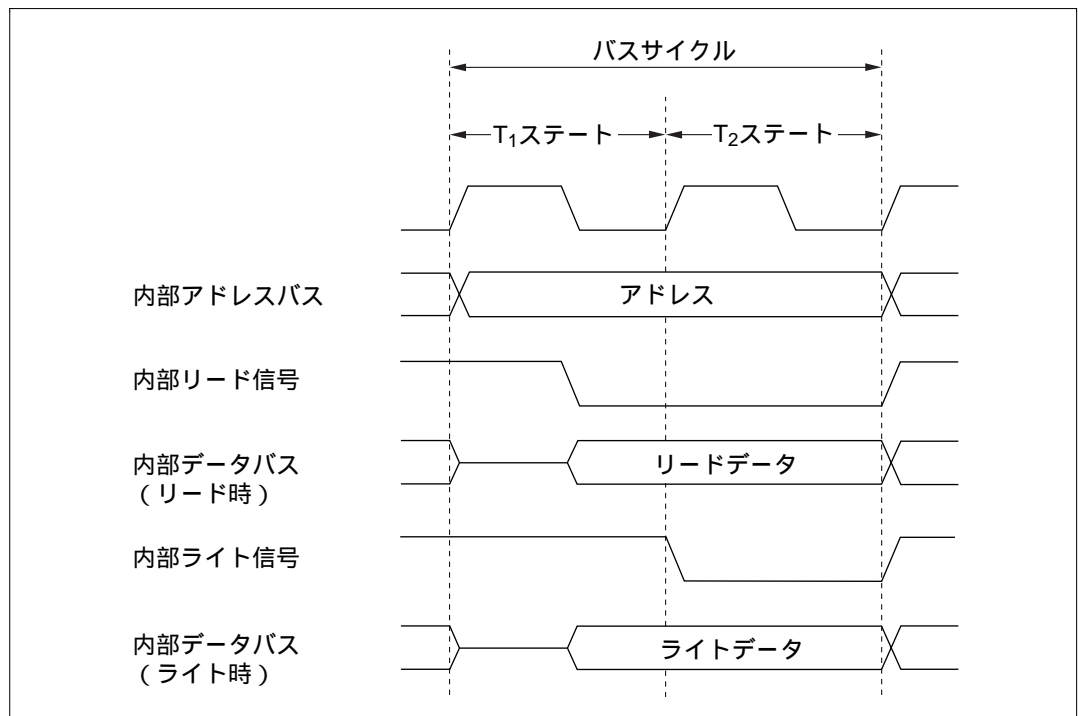 バスサイクル
T₁ステート
T₂ステート
内部アドレスバス
アドレス
内部リード信号
内部データバス
(リード時)
リードデータ
内部ライト信号
内部データバス
(ライト時)
ライトデータ